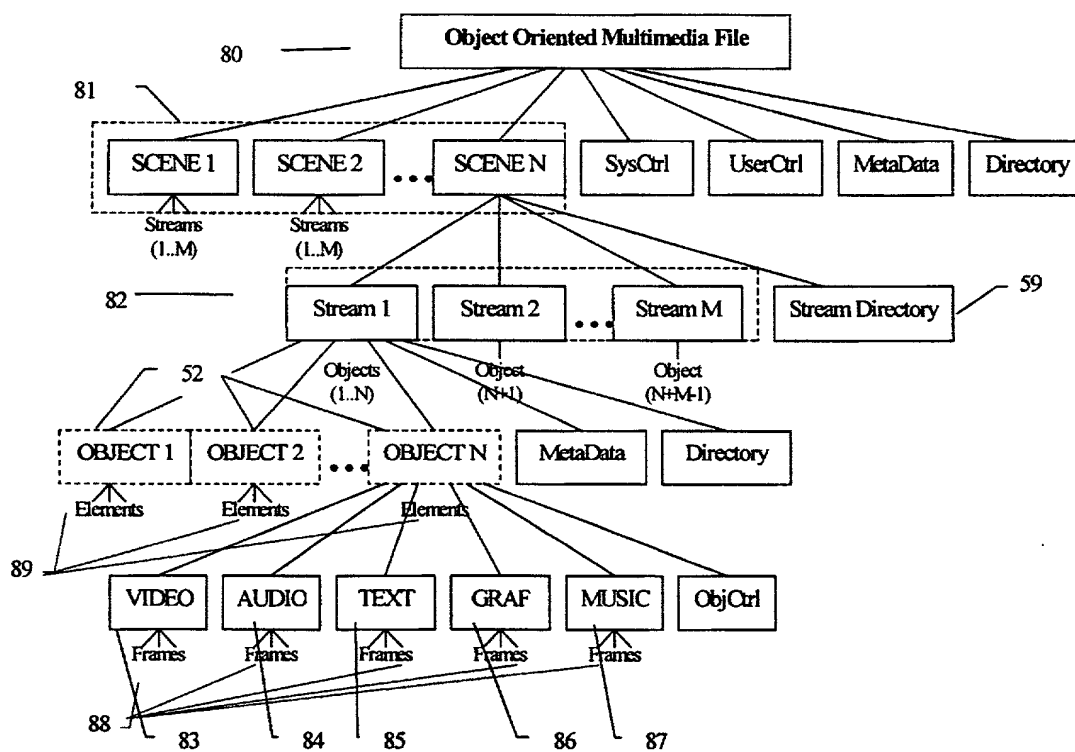 Object Oriented Multimedia File
80
81
SCENE 1
SCENE 2
SCENE N
SysCtrl
UserCtrl
MetaData
Directory
Streams
(1..M)
Streams
(1..M)
82
Stream 1
Stream 2
Stream M
Stream Directory
59
52
Objects
(1..N)
Object
(N+1)
Object
(N+M-1)
OBJECT 1
OBJECT 2
OBJECT N
MetaData
Directory
Elements
Elements
Elements
89
VIDEO
AUDIO
TEXT
GRAF
MUSIC
ObjCtrl
Frames
Frames
Frames
Frames
Frames
88
83
84
85
86
87